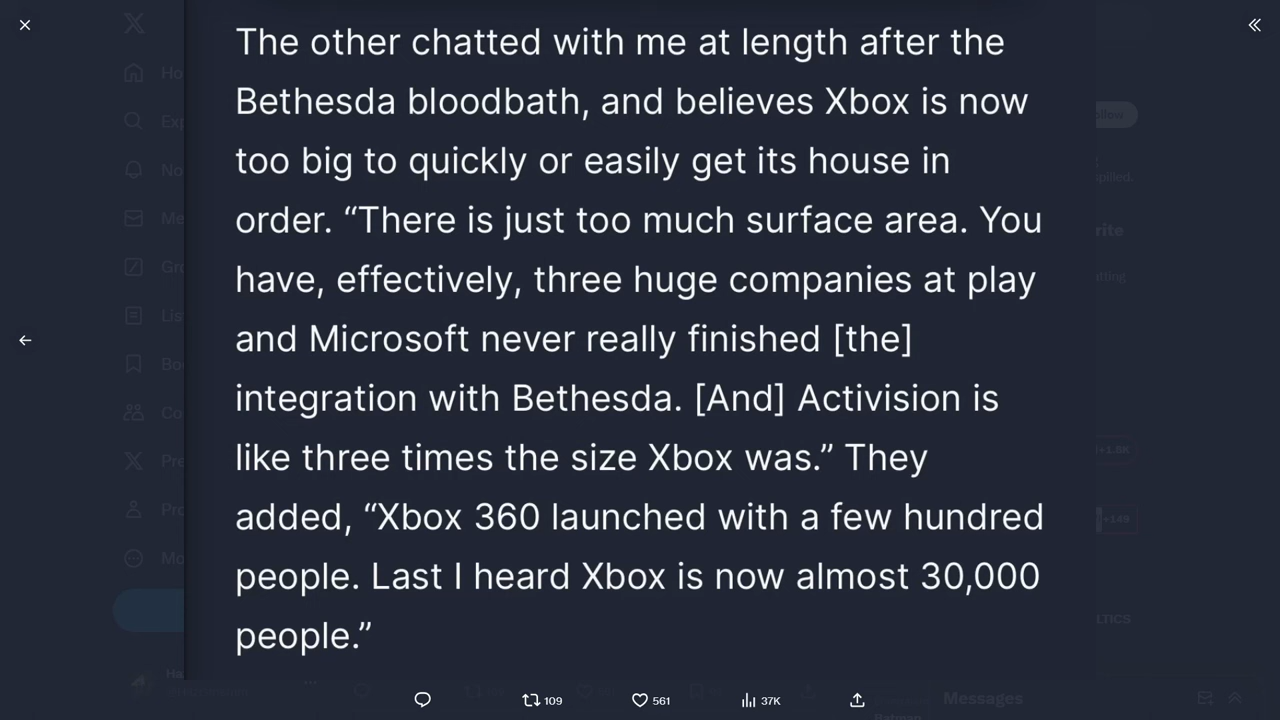 The other chatted with me at length after the
Bethesda bloodbath, and believes Xbox is now
too big to quickly or easily get its house in
order. “There is just too much surface area. You
have, effectively, three huge companies at play
and Microsoft never really finished [the]
integration with Bethesda. [And] Activision is
like three times the size Xbox was.” They
added, “Xbox 360 launched with a few hundred
people. Last I heard Xbox is now almost 30,000
people.”
109
561
37K
Messages